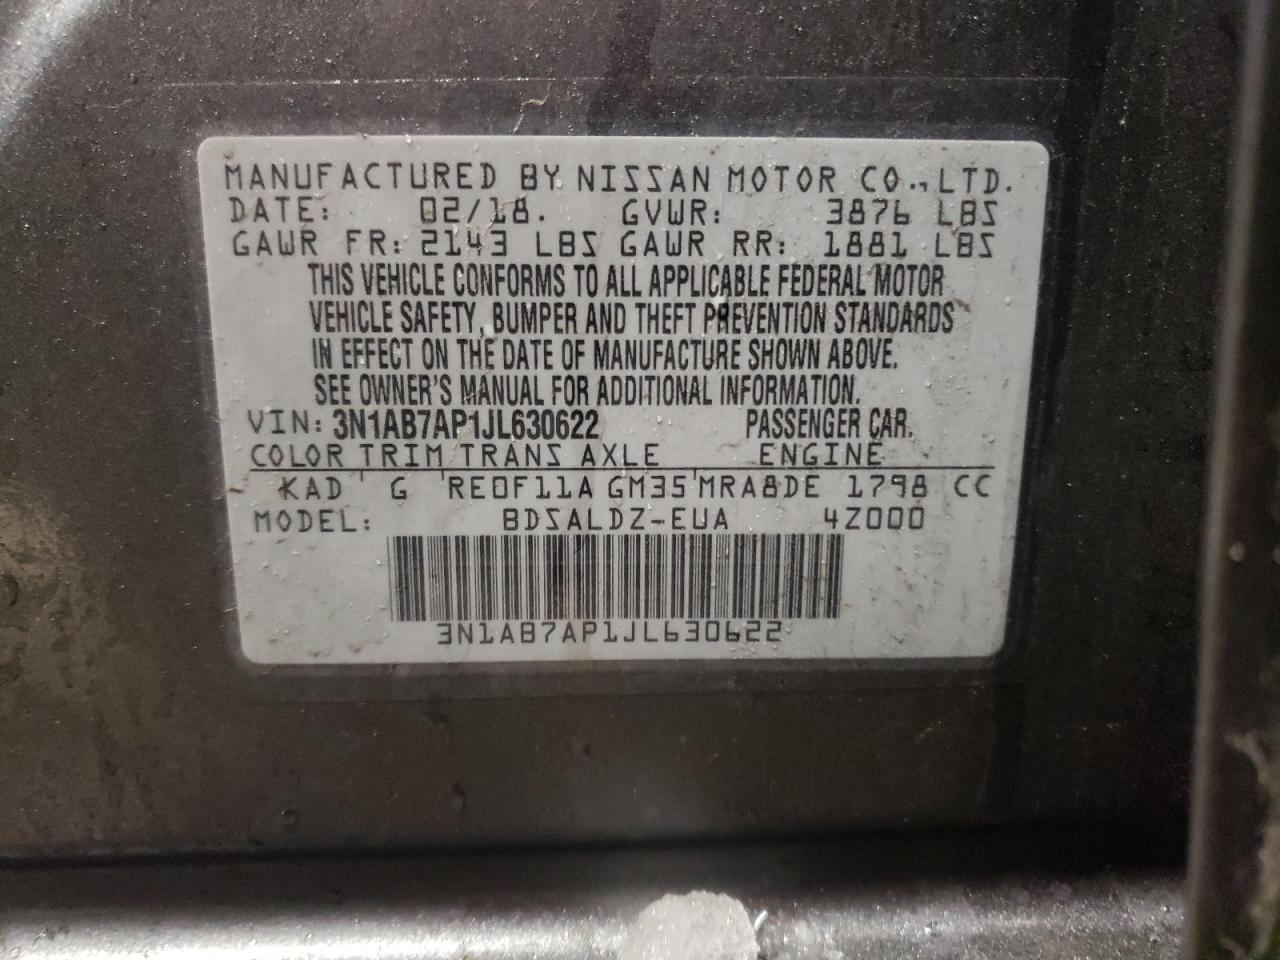 MANUFACTURED BY NISSAN MOTOR CO., LTD.
DATE: 02/18. GVWR: 3876 LBS
GAWR FR: 2143 LBS GAWR RR: 1881 LBS
THIS VEHICLE CONFORMS TO ALL APPLICABLE FEDERAL MOTOR
VEHICLE SAFETY, BUMPER AND THEFT PREVENTION STANDARDS
IN EFFECT ON THE DATE OF MANUFACTURE SHOWN ABOVE.
SEE OWNER'S MANUAL FOR ADDITIONAL INFORMATION.
VIN: 3N1AB7AP1JL630622 PASSENGER CAR.
COLOR TRIM TRANS AXLE ENGINE
KAD ' G 'RE0F11A GM35'MRA8DE 1798 CC
MODEL: BDSALDZ-EUA 4Z000
3N1AB7AP1JL630622